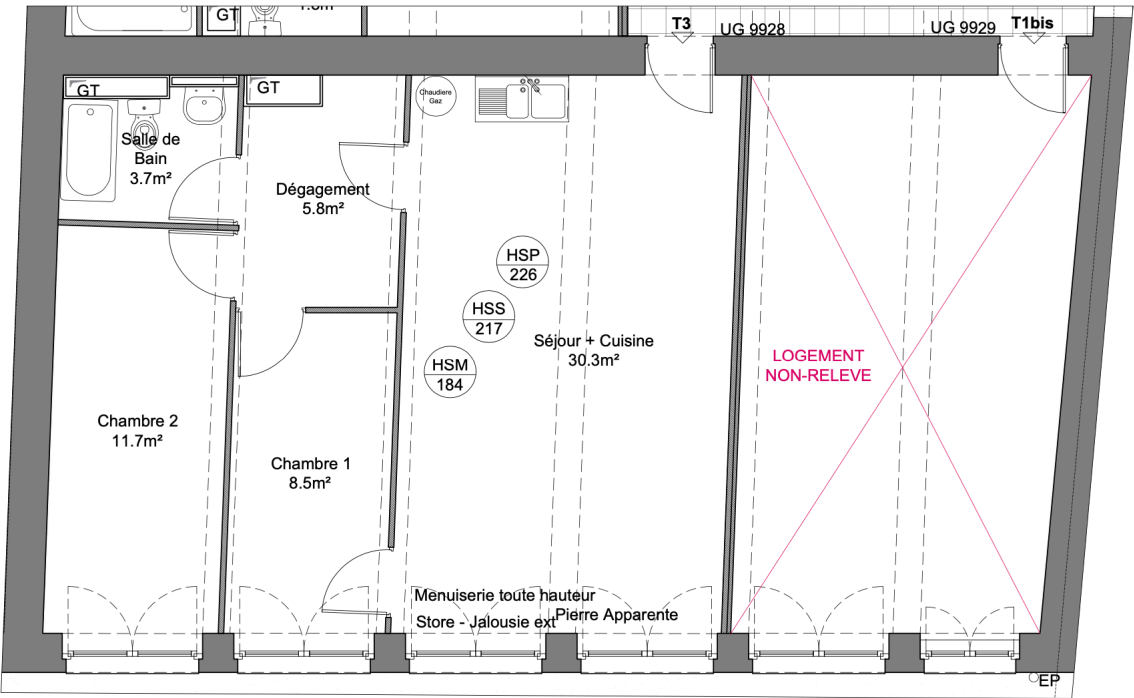 GT
T3
UG 9928
UG 9929
T1bis
GT
GT
Chaudiere
Gaz
Salle de
Bain
3.7m²
Dégagement
5.8m²
HSP
226
HSS
217
HSM
184
Séjour + Cuisine
30.3m²
LOGEMENT
NON-RELEVE
Chambre 2
11.7m²
Chambre 1
8.5m²
Menuiserie toute hauteur
Store - Jalousie ext
Pierre Apparente
EP